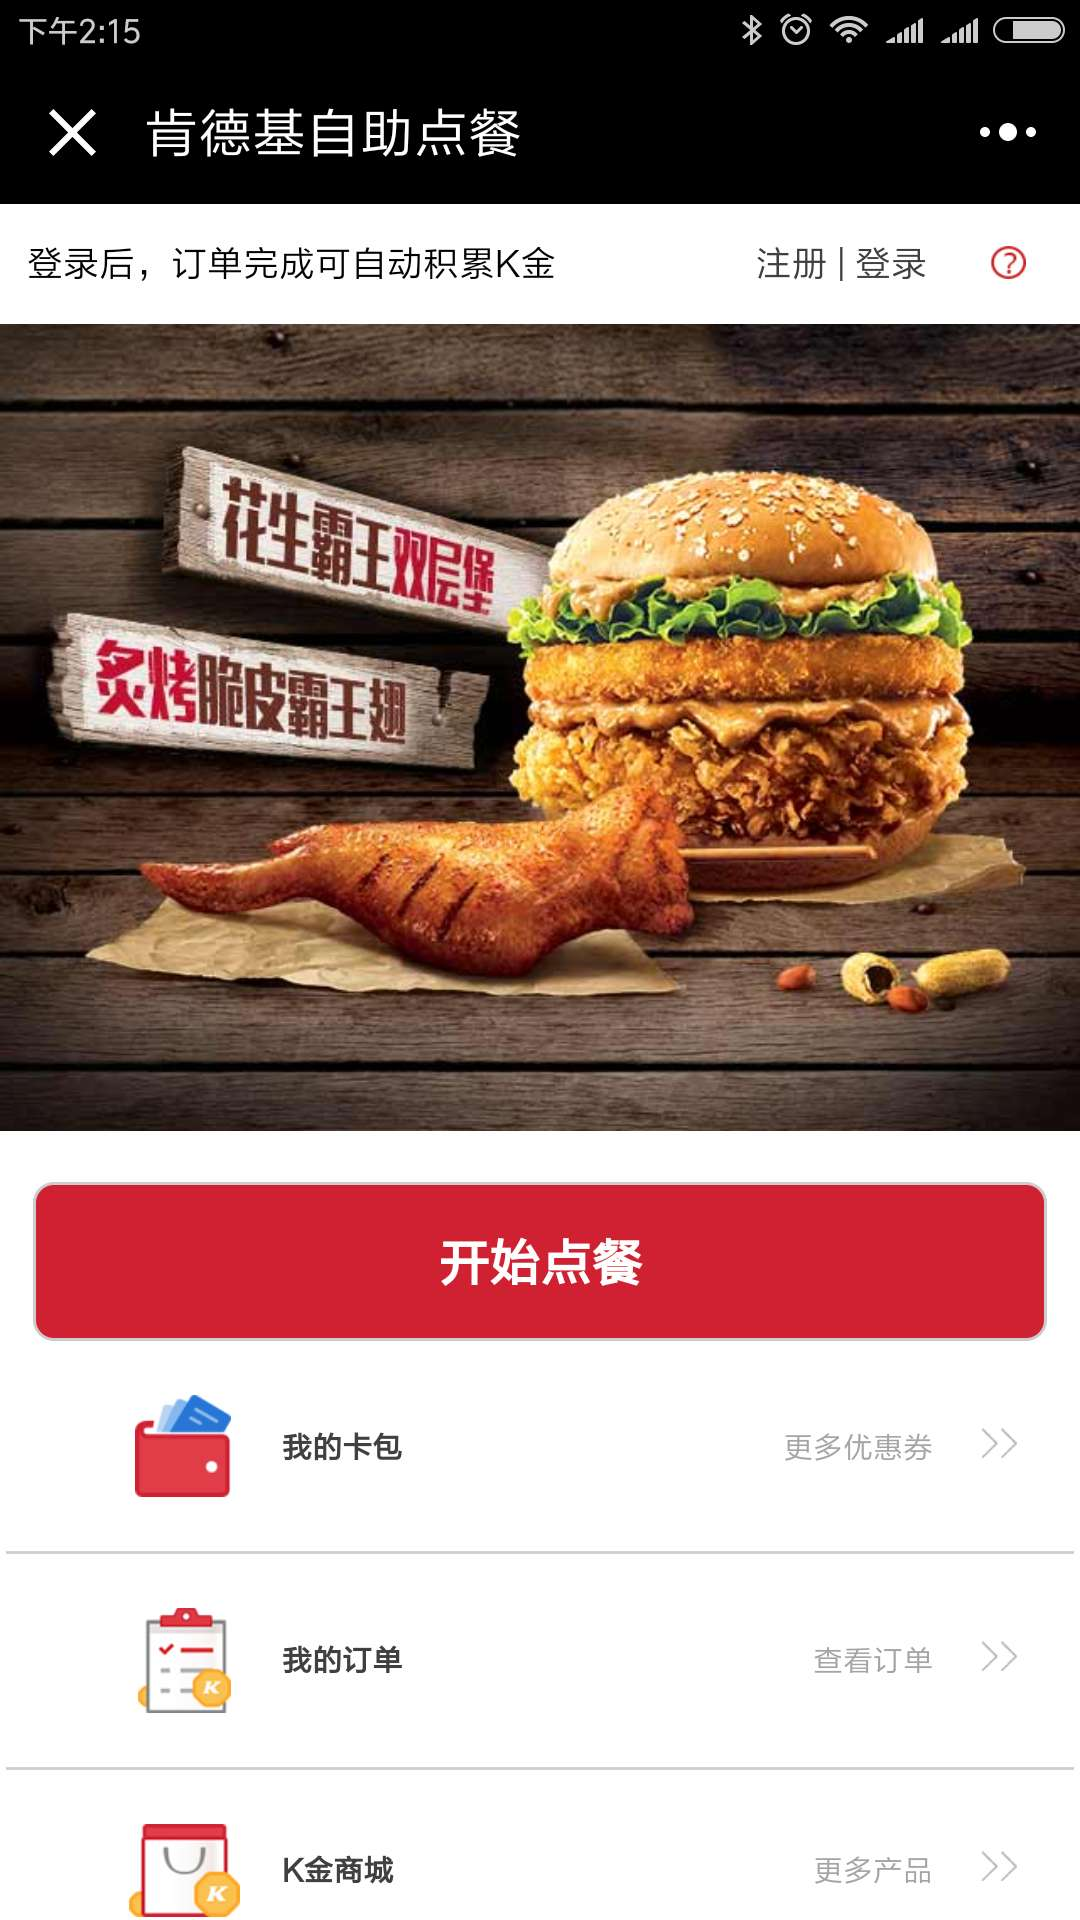 下午2:15
肯德基自助点餐
登录后，订单完成可自动积累K金 注册 | 登录 ?
花生霸王双层堡
炙烤脆皮霸王翅
开始点餐
我的卡包 更多优惠券
我的订单 查看订单
K
K金商城 更多产品
K